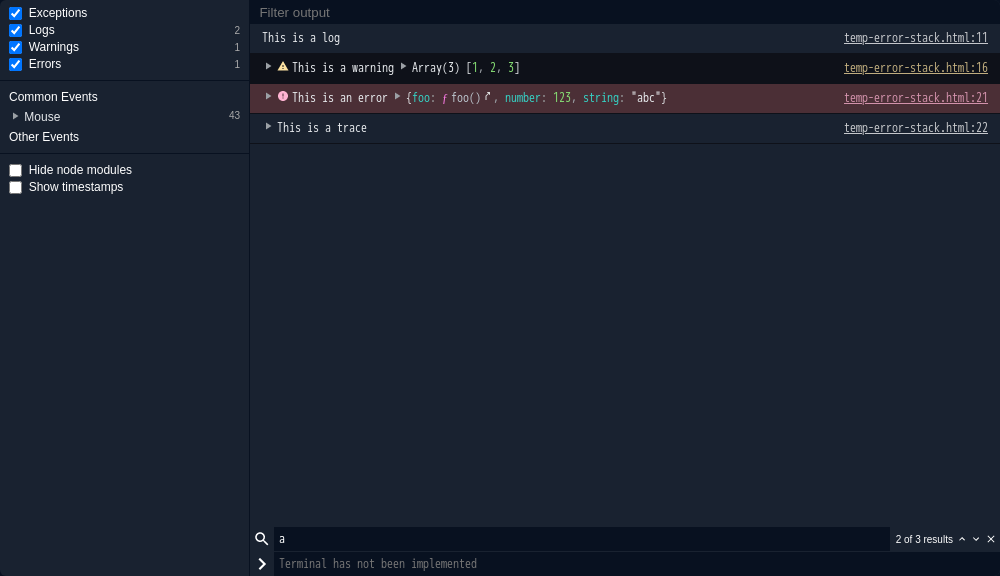 Exceptions
Logs 2
Warnings 1
Errors 1
Common Events
Mouse 43
Other Events
Hide node modules
Show timestamps
Filter output
This is a log temp-error-stack.html:11
This is a warning Array(3) [1, 2, 3] temp-error-stack.html:16
This is an error {foo: ƒ foo(), number: 123, string: "abc"} temp-error-stack.html:21
This is a trace temp-error-stack.html:22
a 2 of 3 results
Terminal has not been implemented